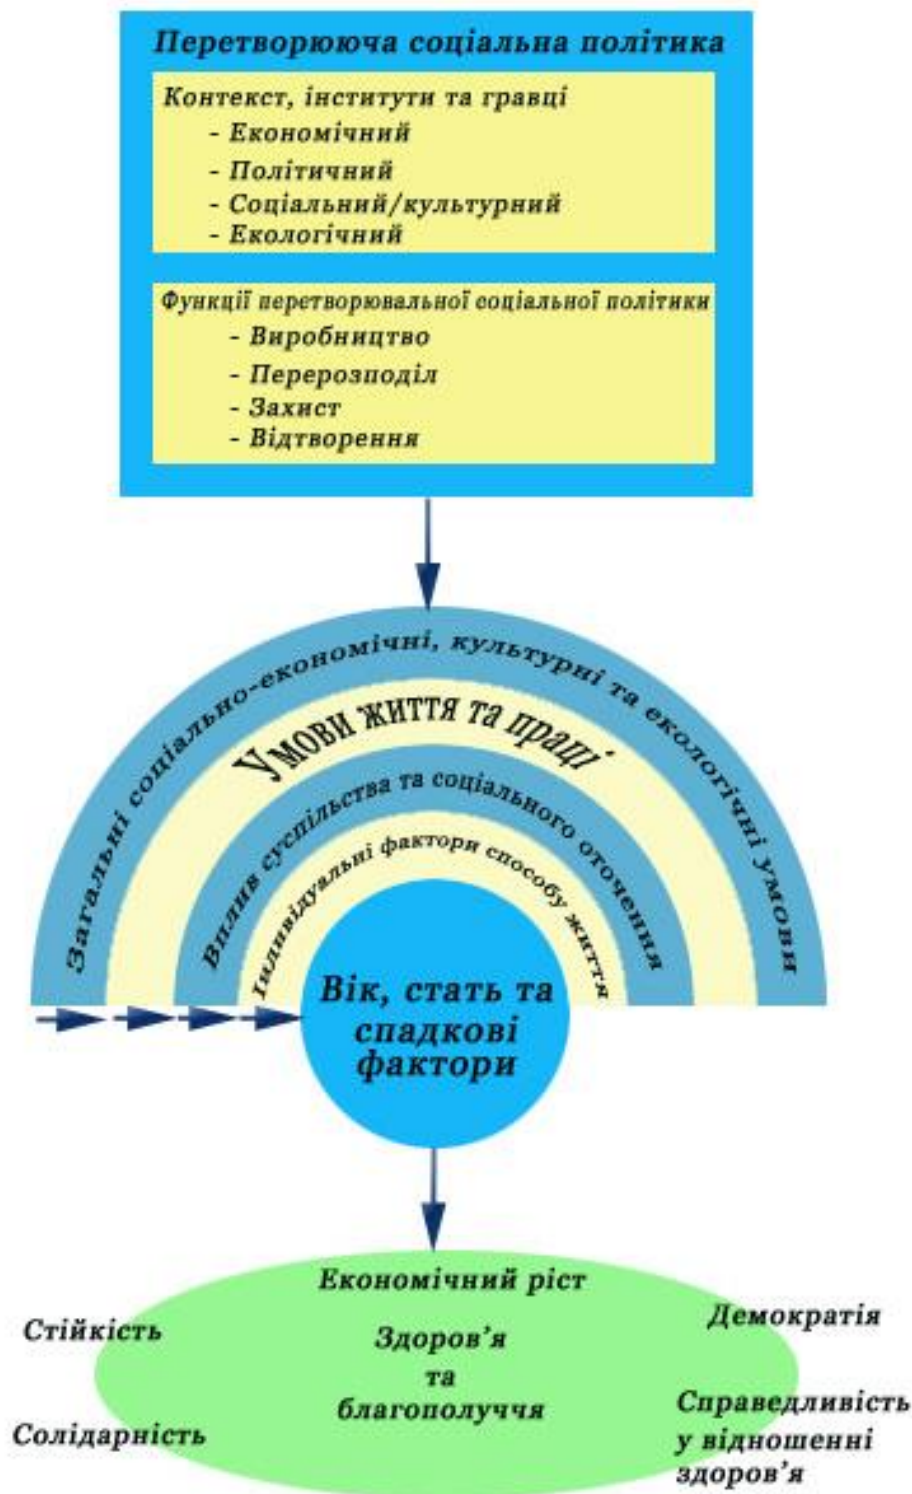 Перетворююча соціальна політика
Контекст, інститути та гравці
- Економічний
- Політичний
- Соціальний/культурний
- Екологічний
Функції перетворювальної соціальної політики
- Виробництво
- Перерозподіл
- Захист
- Відтворення
Загальні соціально-економічні, культурні та екологічні умови
Умови життя та праці
Вплив суспільства та соціального оточення
Індивідуальні фактори способу життя
Вік, стать та
спадкові
фактори
Економічний ріст
Стійкість
Демократія
Здоров’я
та
благополуччя
Солідарність
Справедливість
у відношенні
здоров’я